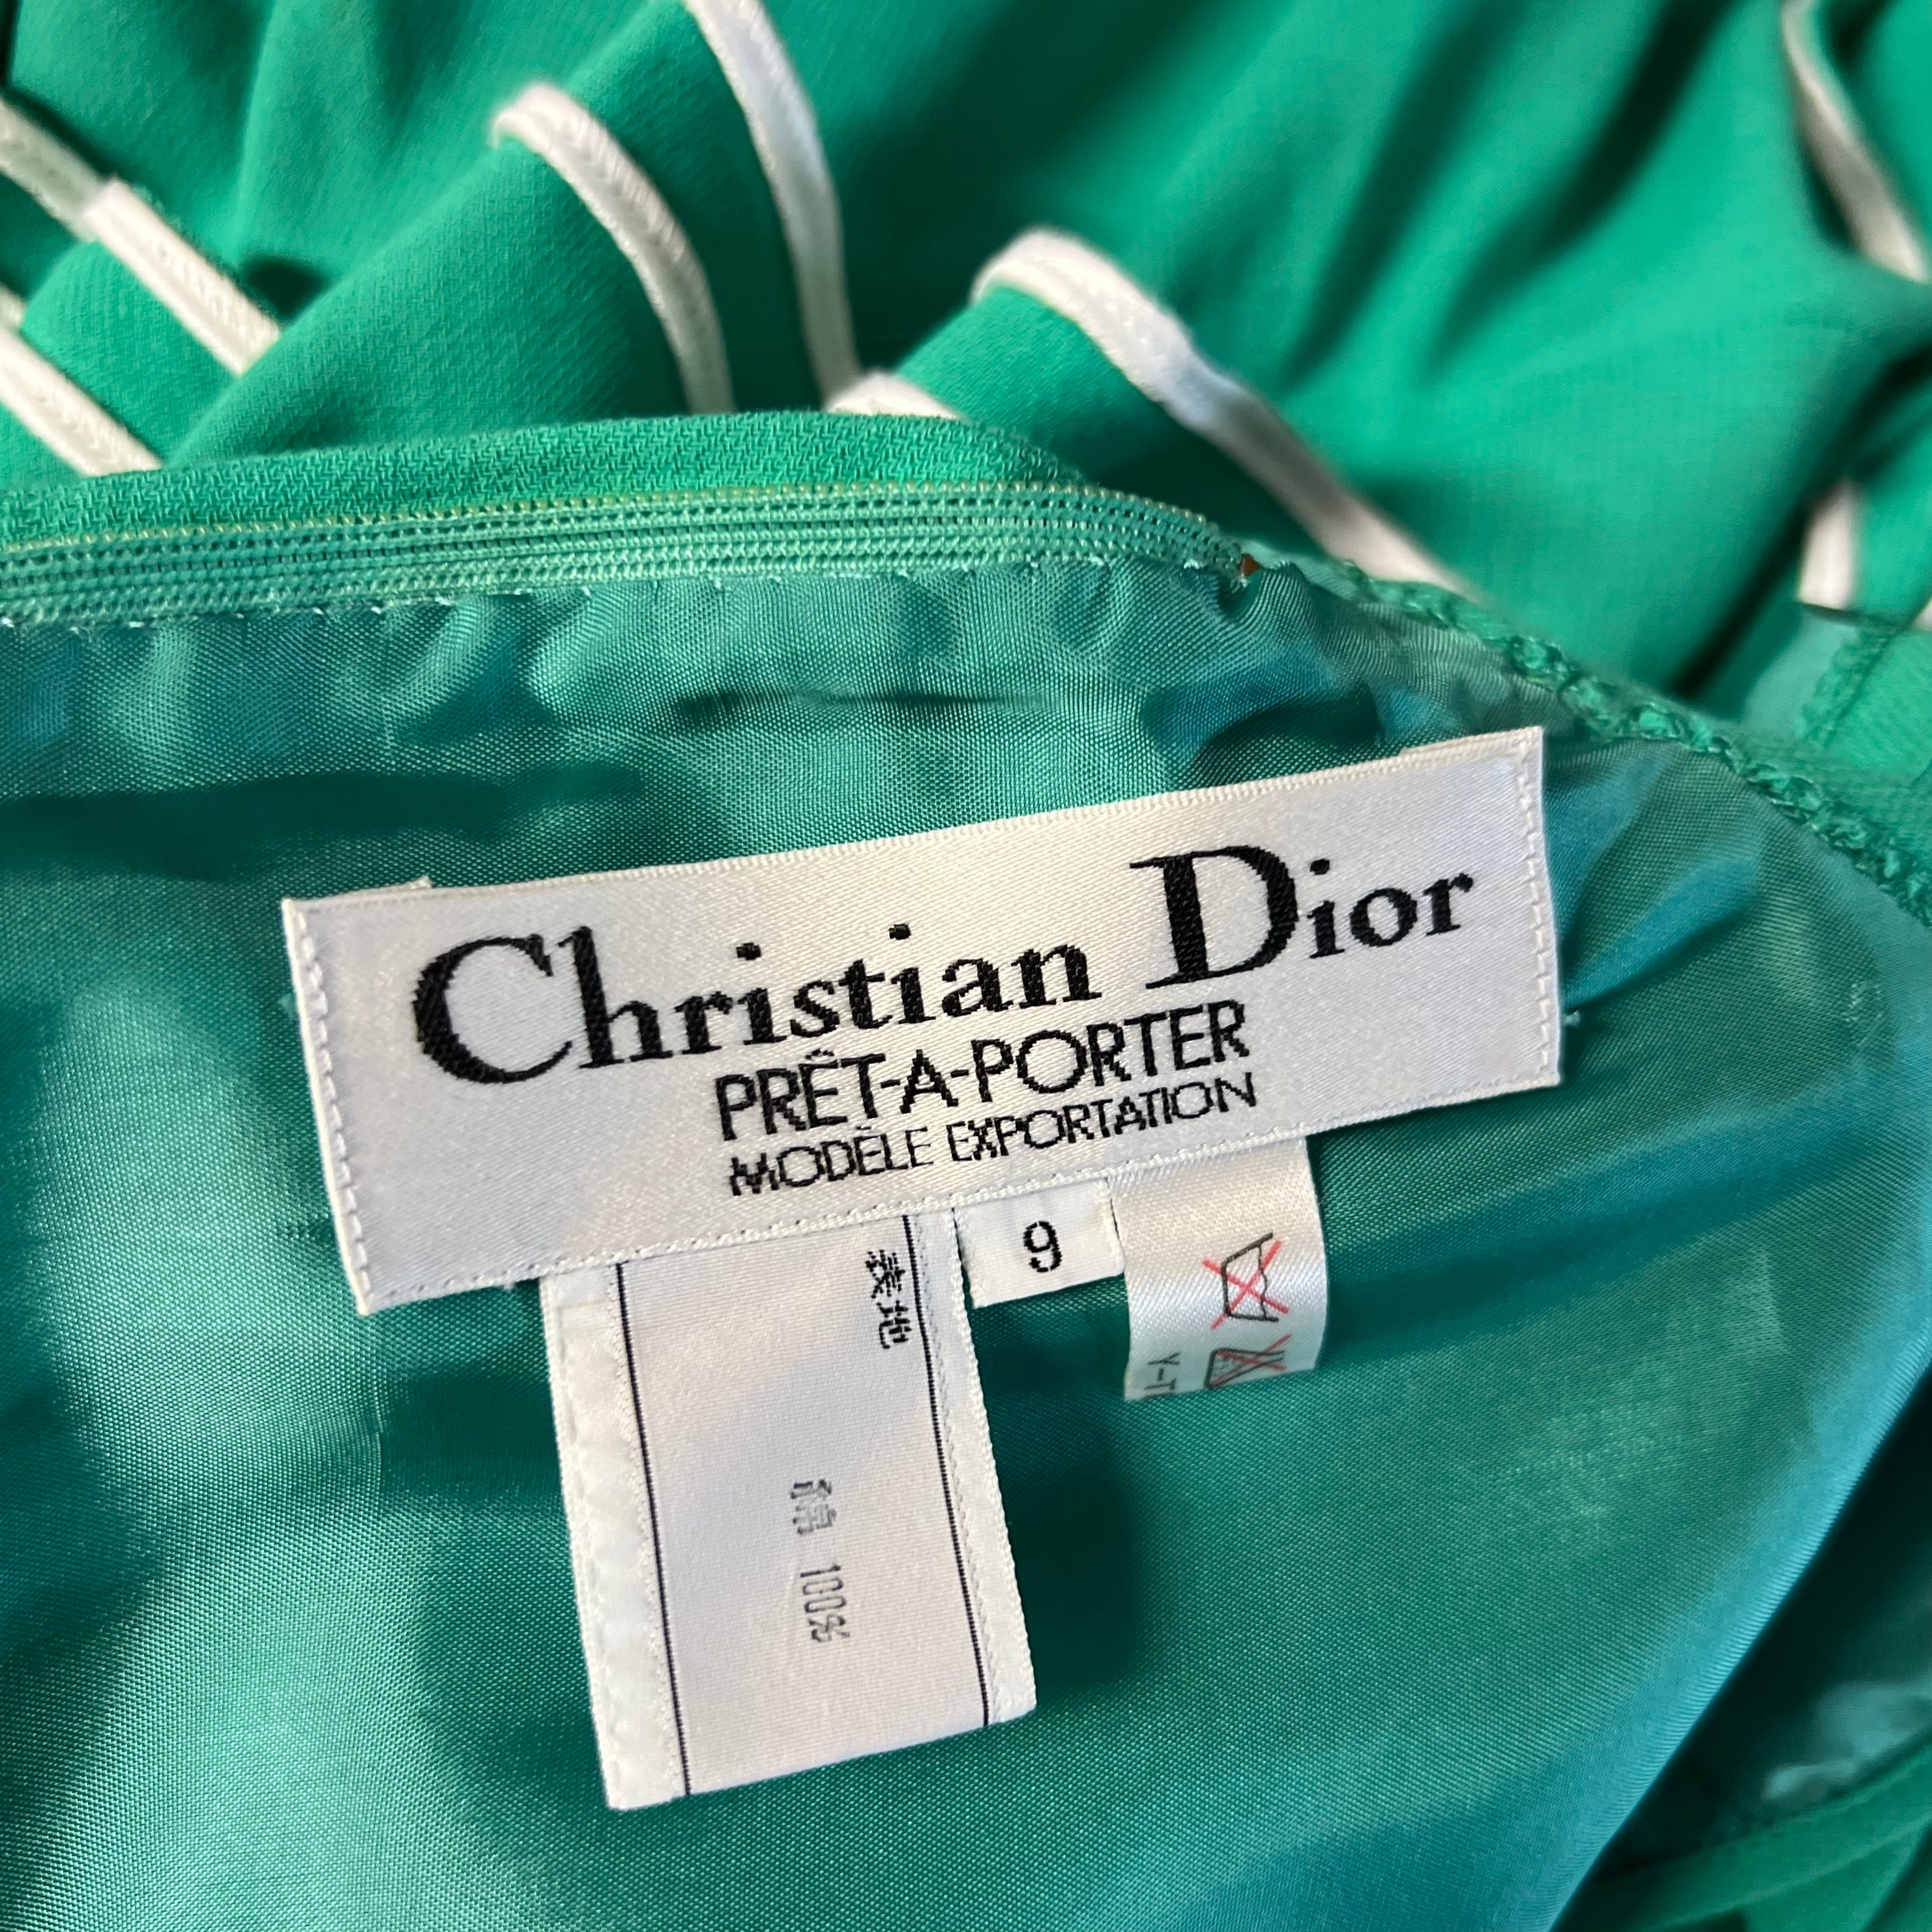 Christian Dior
PRÊT-A-PORTER
MODÈLE EXPORTATION
9
表地
綿 100%